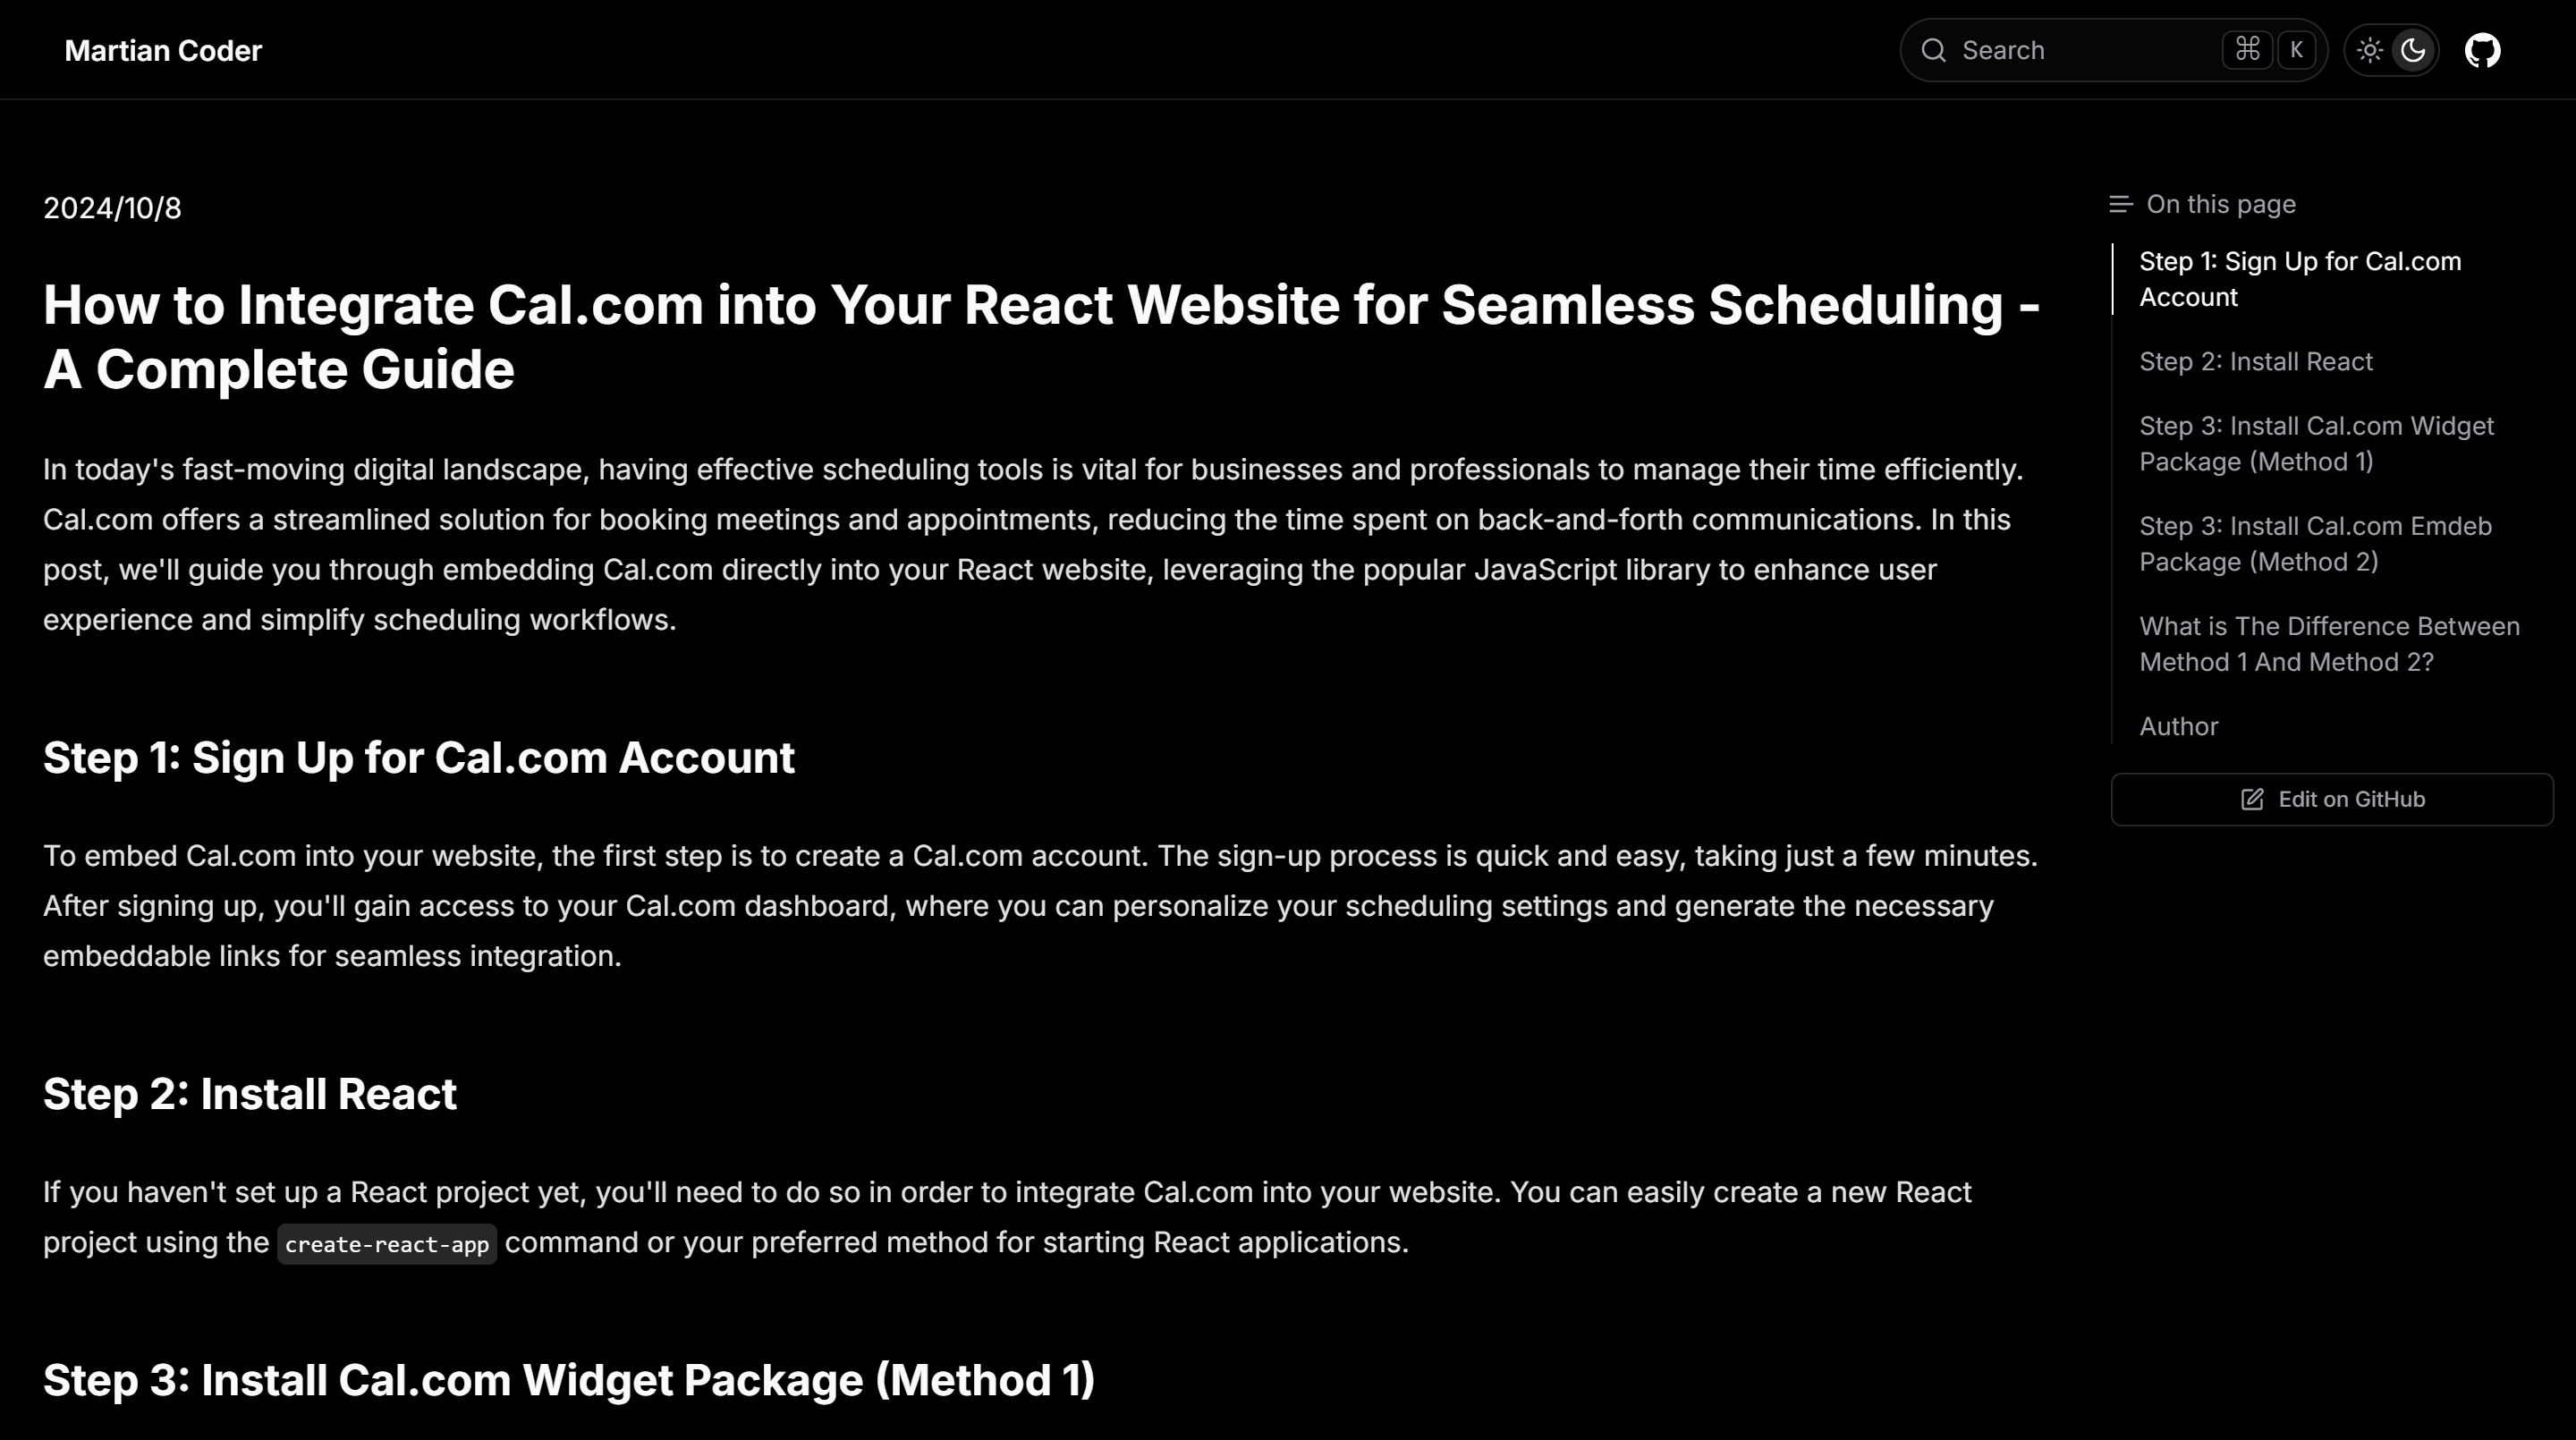 Martian Coder
Search ⌘ K
2024/10/8
How to Integrate Cal.com into Your React Website for Seamless Scheduling -
A Complete Guide
In today's fast-moving digital landscape, having effective scheduling tools is vital for businesses and professionals to manage their time efficiently.
Cal.com offers a streamlined solution for booking meetings and appointments, reducing the time spent on back-and-forth communications. In this
post, we'll guide you through embedding Cal.com directly into your React website, leveraging the popular JavaScript library to enhance user
experience and simplify scheduling workflows.
Step 1: Sign Up for Cal.com Account
To embed Cal.com into your website, the first step is to create a Cal.com account. The sign-up process is quick and easy, taking just a few minutes.
After signing up, you'll gain access to your Cal.com dashboard, where you can personalize your scheduling settings and generate the necessary
embeddable links for seamless integration.
Step 2: Install React
If you haven't set up a React project yet, you'll need to do so in order to integrate Cal.com into your website. You can easily create a new React
project using the create-react-app command or your preferred method for starting React applications.
Step 3: Install Cal.com Widget Package (Method 1)
On this page
Step 1: Sign Up for Cal.com
Account
Step 2: Install React
Step 3: Install Cal.com Widget
Package (Method 1)
Step 3: Install Cal.com Emdeb
Package (Method 2)
What is The Difference Between
Method 1 And Method 2?
Author
Edit on GitHub